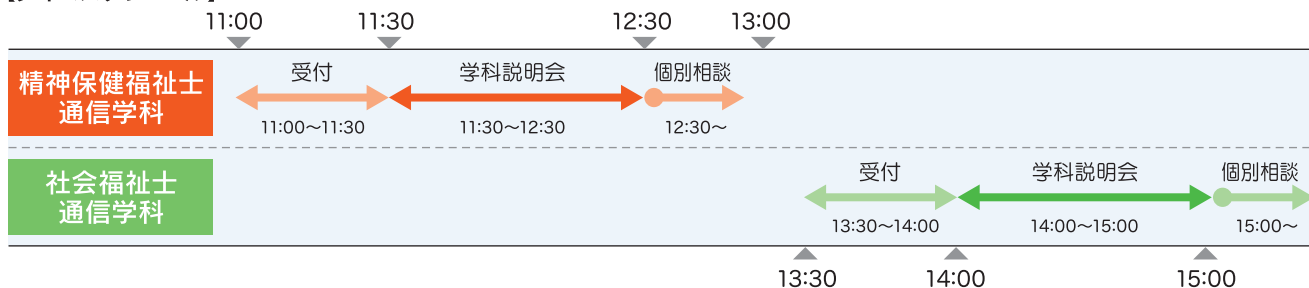 11:00 11:30 12:30 13:00
精神保健福祉士
通信学科
受付 学科説明会 個別相談
11:00〜11:30 11:30〜12:30 12:30〜
社会福祉士
通信学科
受付 学科説明会 個別相談
13:30〜14:00 14:00〜15:00 15:00〜
13:30 14:00 15:00